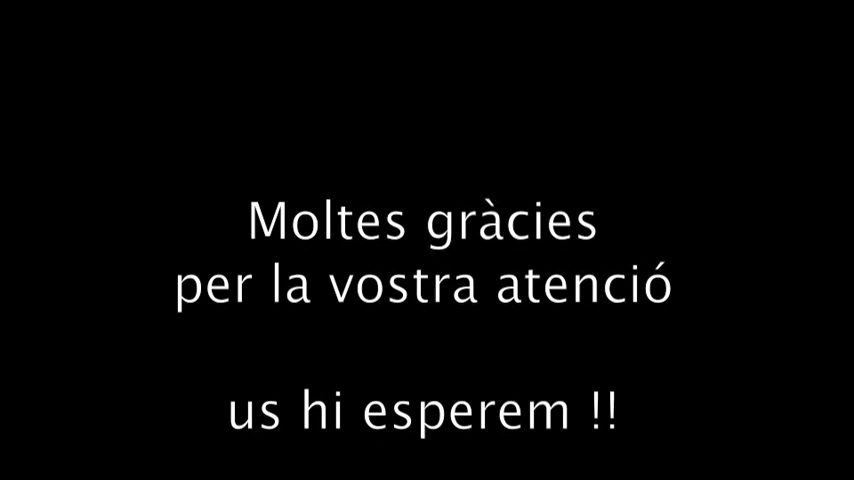 Moltes gràcies
per la vostra atenció
us hi esperem !!